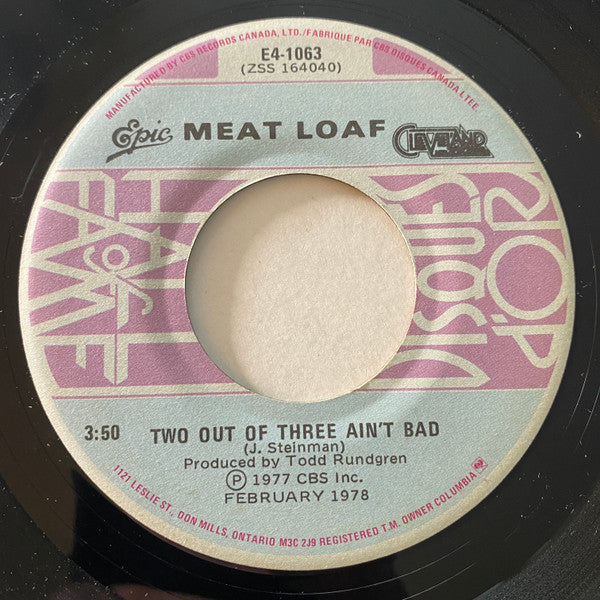 MANUFACTURED BY CBS RECORDS CANADA, LTD./FABRIQUE PAR CBS DISQUES CANADA LTEE.
E4-1063
(ZSS 164040)
Epic MEAT LOAF CLEVELAND
HALL OF FAME
DISQUES D'OR
3:50 TWO OUT OF THREE AIN'T BAD
(J. Steinman)
Produced by Todd Rundgren
Ⓟ 1977 CBS Inc.
FEBRUARY 1978
1121 LESLIE ST., DON MILLS, ONTARIO M3C 2J9 REGISTERED T.M. OWNER COLUMBIA